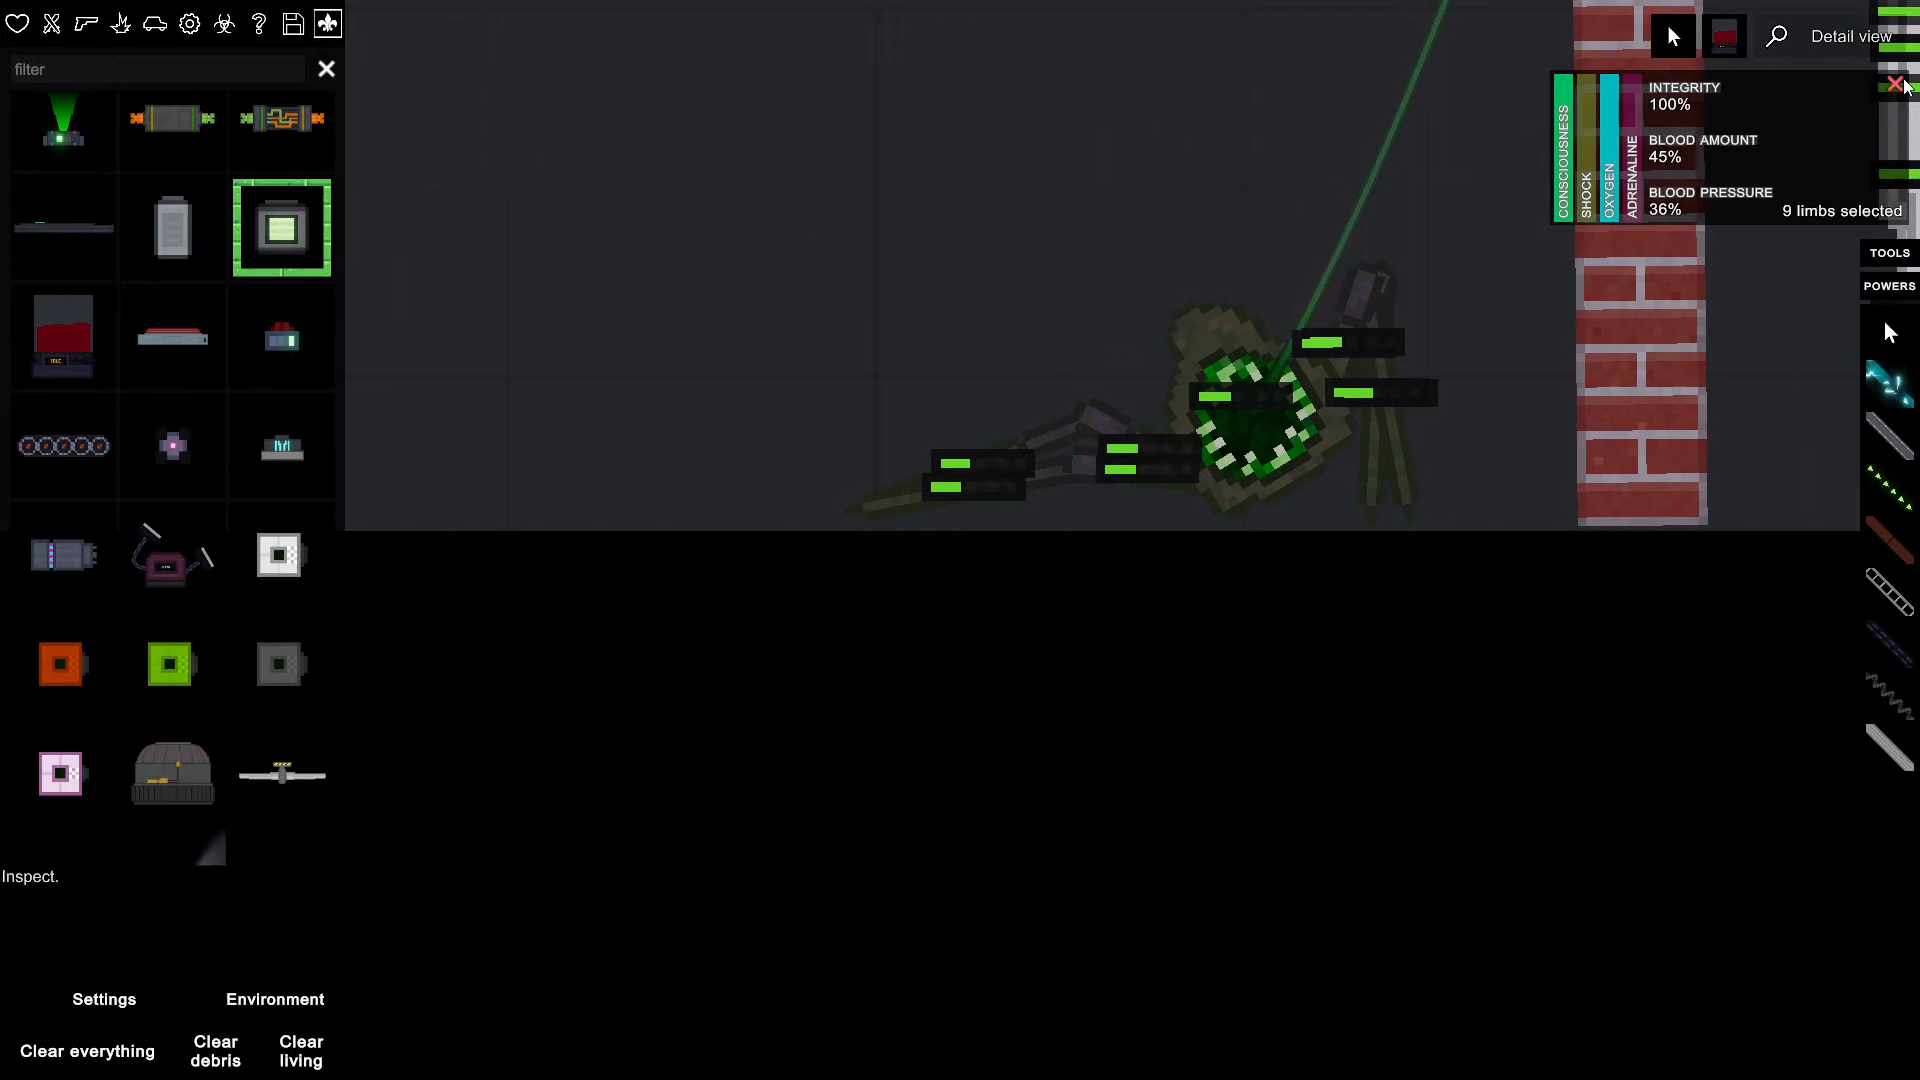 filter
Detail view
CONSCIOUSNESS
SHOCK
OXYGEN
ADRENALINE
INTEGRITY
100%
BLOOD AMOUNT
45%
BLOOD PRESSURE
36%
9 limbs selected
TOOLS
POWERS
IDLE
Inspect.
Settings
Environment
Clear everything
Clear
debris
Clear
living